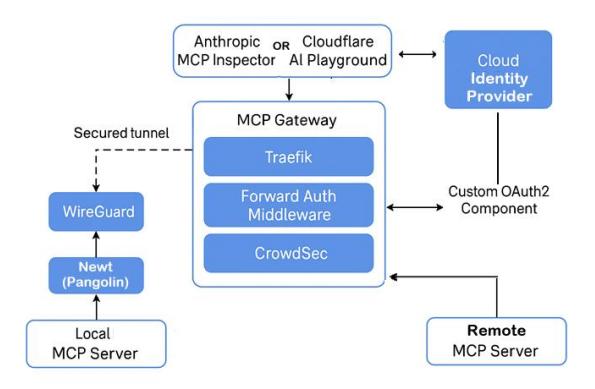 Anthropic OR Cloudflare
MCP Inspector AI Playground
Cloud
Identity
Provider
MCP Gateway
Secured tunnel
Traefik
WireGuard
Forward Auth
Middleware
Custom OAuth2
Component
CrowdSec
Newt
(Pangolin)
Local
MCP Server
Remote
MCP Server